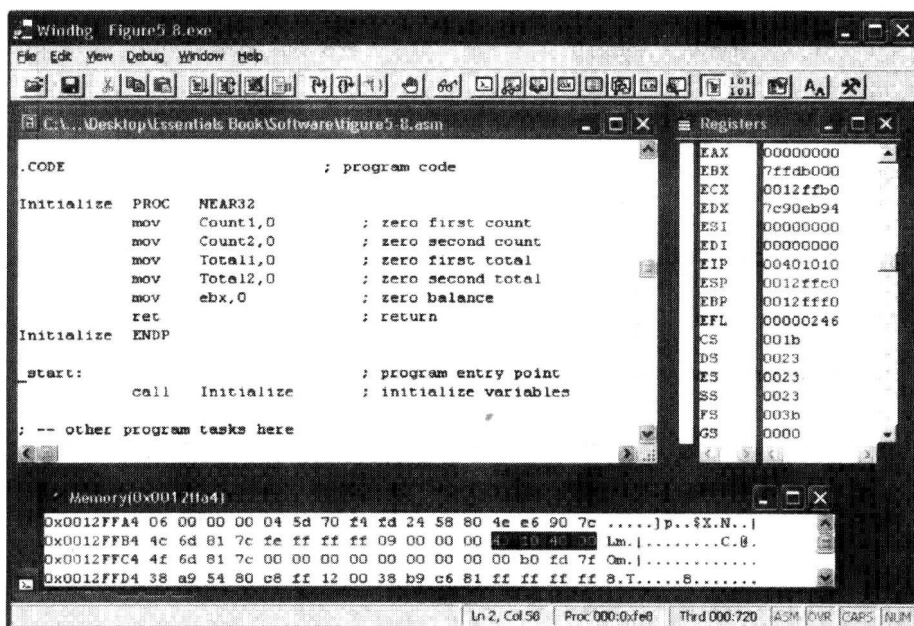 Windbg Figure5-8.exe
File Edit View Debug Window Help
C:\...\Desktop\Essentials Book\Software\figure5-8.asm
.CODE ; program code
Initialize PROC NEAR32
mov Count1,0 ; zero first count
mov Count2,0 ; zero second count
mov Total1,0 ; zero first total
mov Total2,0 ; zero second total
mov ebx,0 ; zero balance
ret ; return
Initialize ENDP
_start: ; program entry point
call Initialize ; initialize variables
; -- other program tasks here
Registers
EAX 00000000
EBX 7ffdb000
ECX 0012ffb0
EDX 7c90eb94
ESI 00000000
EDI 00000000
EIP 00401010
ESP 0012ffc0
EBP 0012fff0
EFL 00000246
CS 001b
DS 0023
ES 0023
SS 0023
FS 003b
GS 0000
Memory(0x0012ffa4)
0x0012FFA4 06 00 00 00 04 5d 70 f4 fd 24 58 80 4e e6 90 7c .....]p..$X.N..|
0x0012FFB4 4c 6d 81 7c fe ff ff ff 09 00 00 00 40 00 Lm.|........C.@.
0x0012FFC4 4f 6d 81 7c 00 00 00 00 00 00 00 00 00 b0 fd 7f Om.|............
0x0012FFD4 38 a9 54 80 c8 ff 12 00 38 b9 c6 81 ff ff ff ff 8.T.....8.......
Ln 2, Col 56 Proc 000:0xfe8 Thrd 000:720 ASM OVR CAPS NUM